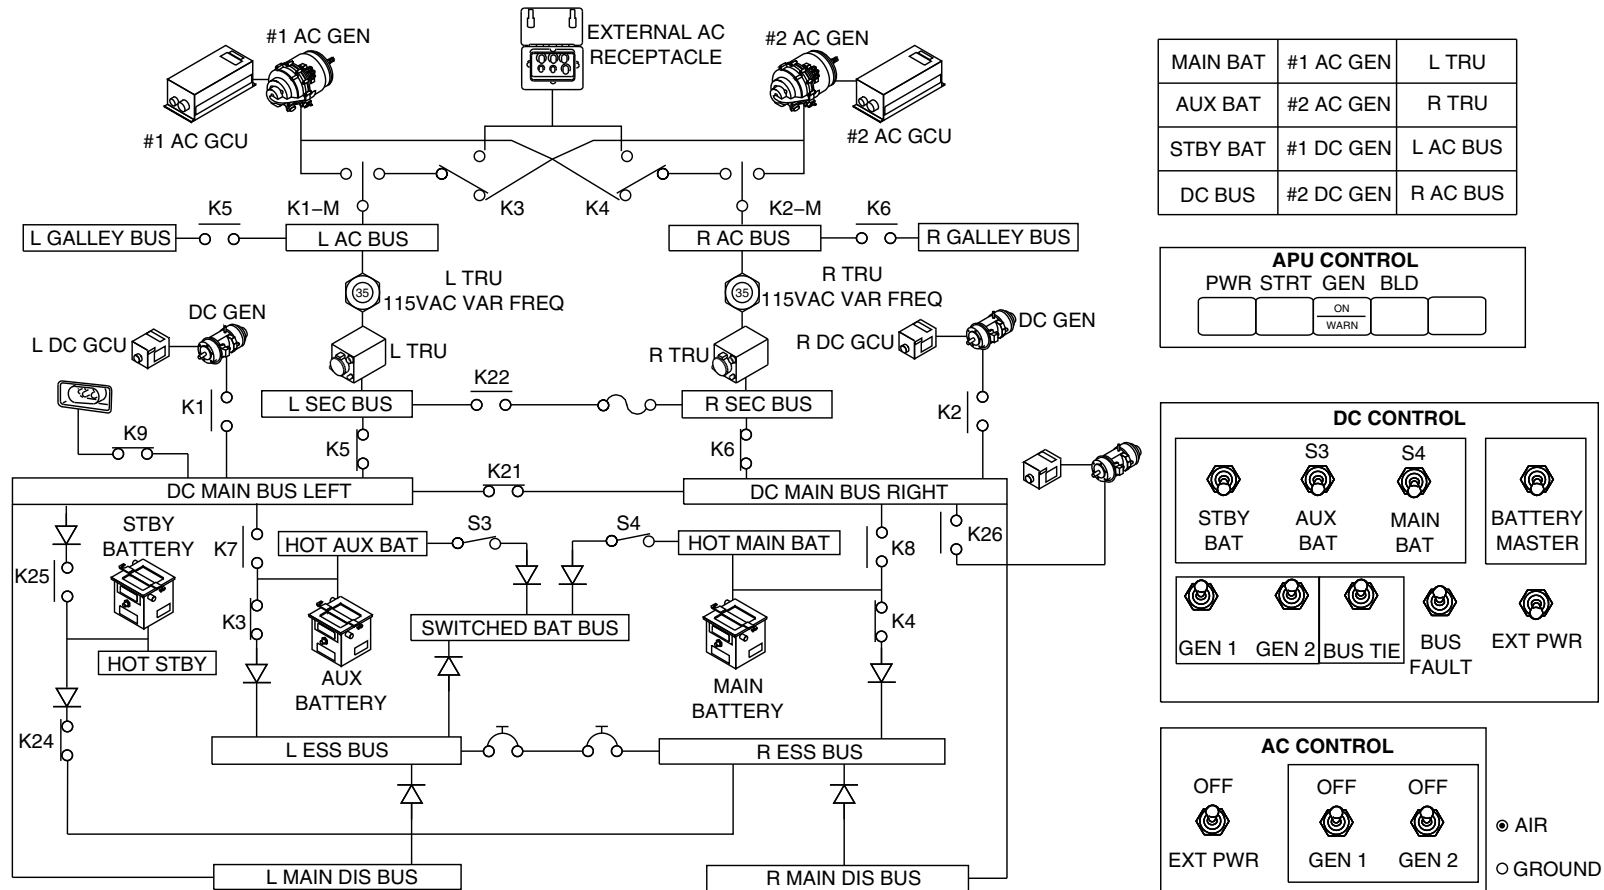 #1 AC GEN
#1 AC GCU
EXTERNAL AC
RECEPTACLE
#2 AC GEN
#2 AC GCU
K3
K4
K5
K1-M
K2-M
K6
L GALLEY BUS
L AC BUS
R AC BUS
R GALLEY BUS
35
L TRU
115VAC VAR FREQ
35
R TRU
115VAC VAR FREQ
DC GEN
L DC GCU
L TRU
R TRU
R DC GCU
DC GEN
K22
K1
L SEC BUS
R SEC BUS
K2
K9
K5
K6
K21
DC MAIN BUS LEFT
DC MAIN BUS RIGHT
STBY
BATTERY
K7
S3
S4
HOT AUX BAT
HOT MAIN BAT
K8
K26
K25
K3
SWITCHED BAT BUS
K4
HOT STBY
AUX
BATTERY
MAIN
BATTERY
K24
L ESS BUS
R ESS BUS
L MAIN DIS BUS
R MAIN DIS BUS
MAIN BAT #1 AC GEN L TRU
AUX BAT #2 AC GEN R TRU
STBY BAT #1 DC GEN L AC BUS
DC BUS #2 DC GEN R AC BUS
APU CONTROL
PWR STRT GEN BLD
ON
WARN
DC CONTROL
S3
S4
STBY
BAT
AUX
BAT
MAIN
BAT
BATTERY
MASTER
GEN 1
GEN 2
BUS TIE
BUS
FAULT
EXT PWR
AC CONTROL
OFF
OFF
OFF
EXT PWR
GEN 1
GEN 2
AIR
GROUND